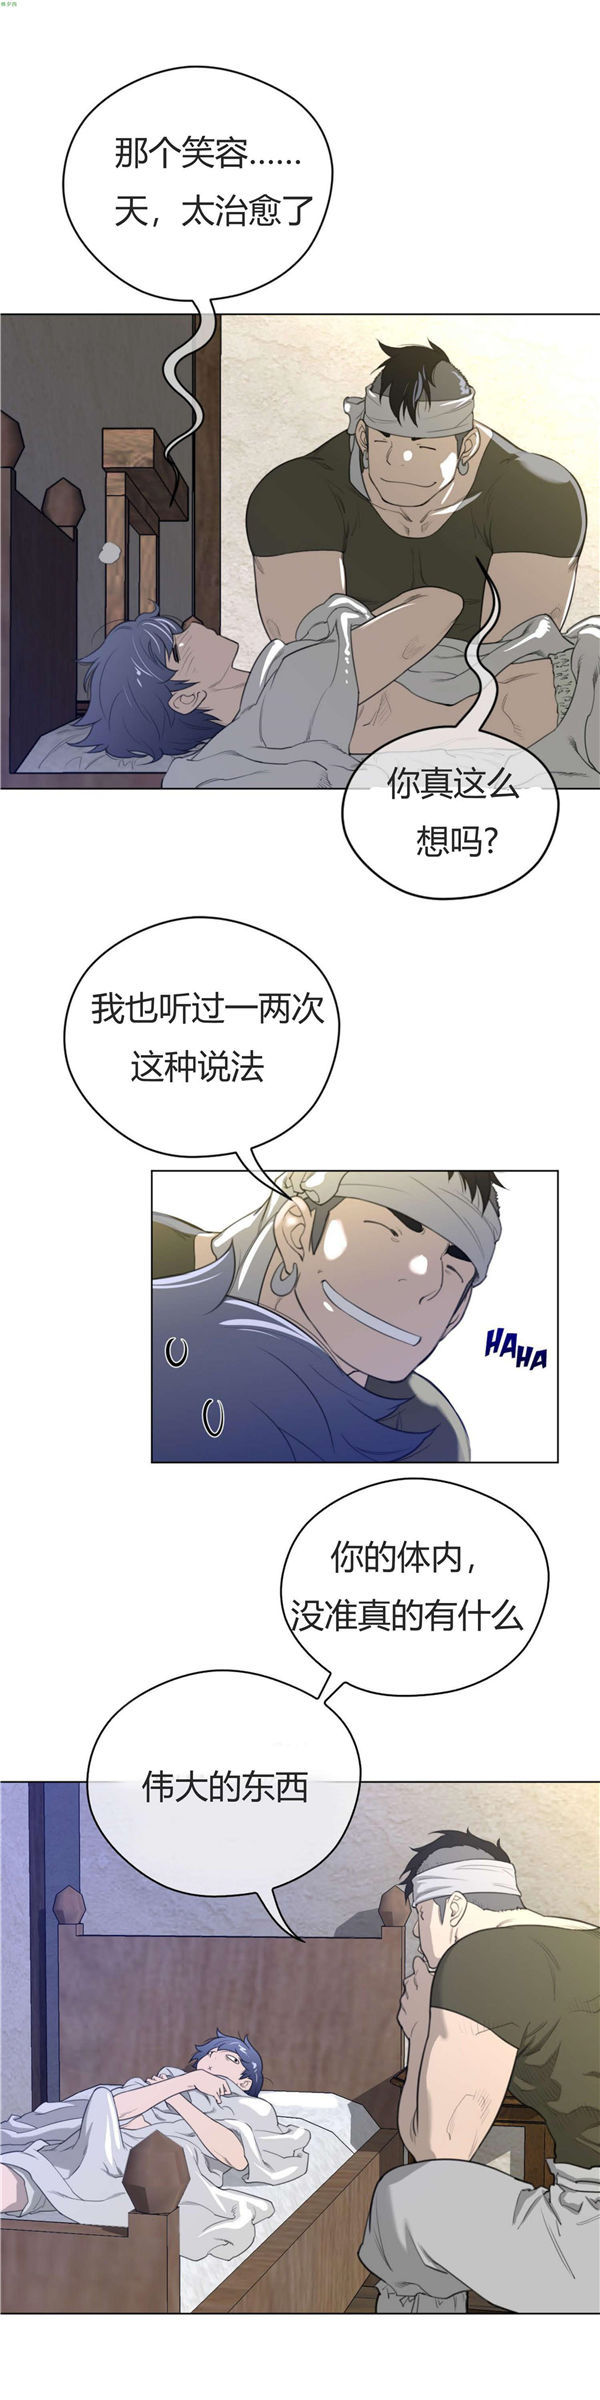 那个笑容……
天，太治愈了
你真这么
想吗?
我也听过一两次
这种说法
HAHA
你的体内，
没准真的有什么
伟大的东西